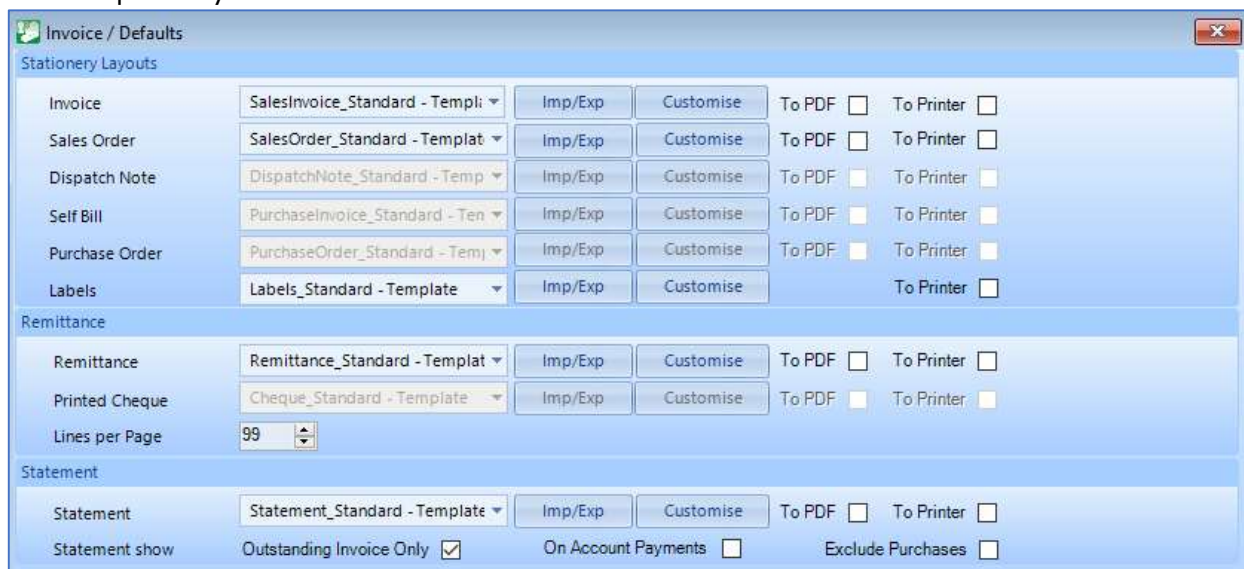 Invoice / Defaults
Stationery Layouts
Invoice SalesInvoice_Standard - Templ Imp/Exp Customise To PDF To Printer
Sales Order SalesOrder_Standard - Templat Imp/Exp Customise To PDF To Printer
Dispatch Note DispatchNote_Standard - Temp Imp/Exp Customise To PDF To Printer
Self Bill PurchaseInvoice_Standard - Ten Imp/Exp Customise To PDF To Printer
Purchase Order PurchaseOrder_Standard - Temp Imp/Exp Customise To PDF To Printer
Labels Labels_Standard - Template Imp/Exp Customise To Printer
Remittance
Remittance Remittance_Standard - Templat Imp/Exp Customise To PDF To Printer
Printed Cheque Cheque_Standard - Template Imp/Exp Customise To PDF To Printer
Lines per Page 99
Statement
Statement Statement_Standard - Template Imp/Exp Customise To PDF To Printer
Statement show Outstanding Invoice Only On Account Payments Exclude Purchases